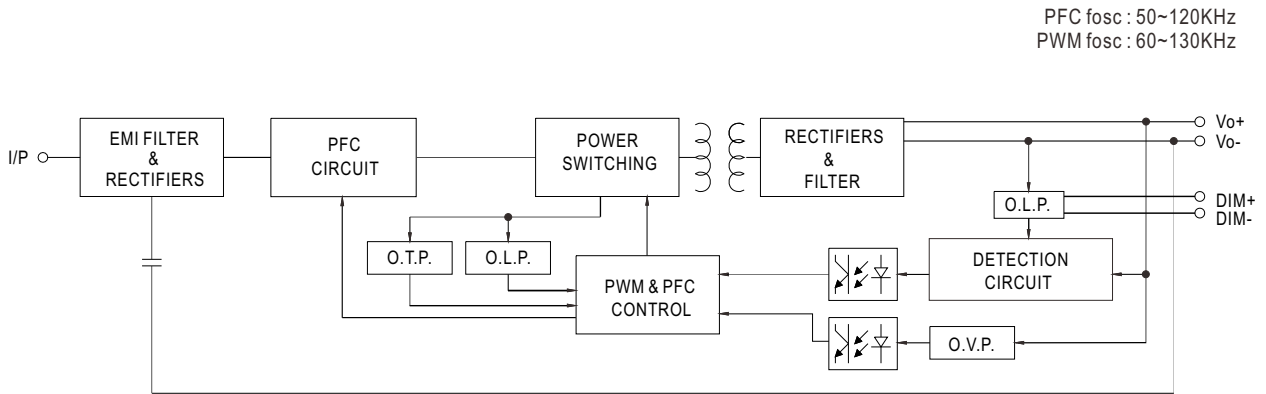 PFC fosc : 50~120KHz
PWM fosc : 60~130KHz
I/P
EMI FILTER
&
RECTIFIERS
PFC
CIRCUIT
POWER
SWITCHING
RECTIFIERS
&
FILTER
Vo+
Vo-
O.L.P.
DIM+
DIM-
O.T.P.
O.L.P.
PWM & PFC
CONTROL
DETECTION
CIRCUIT
O.V.P.